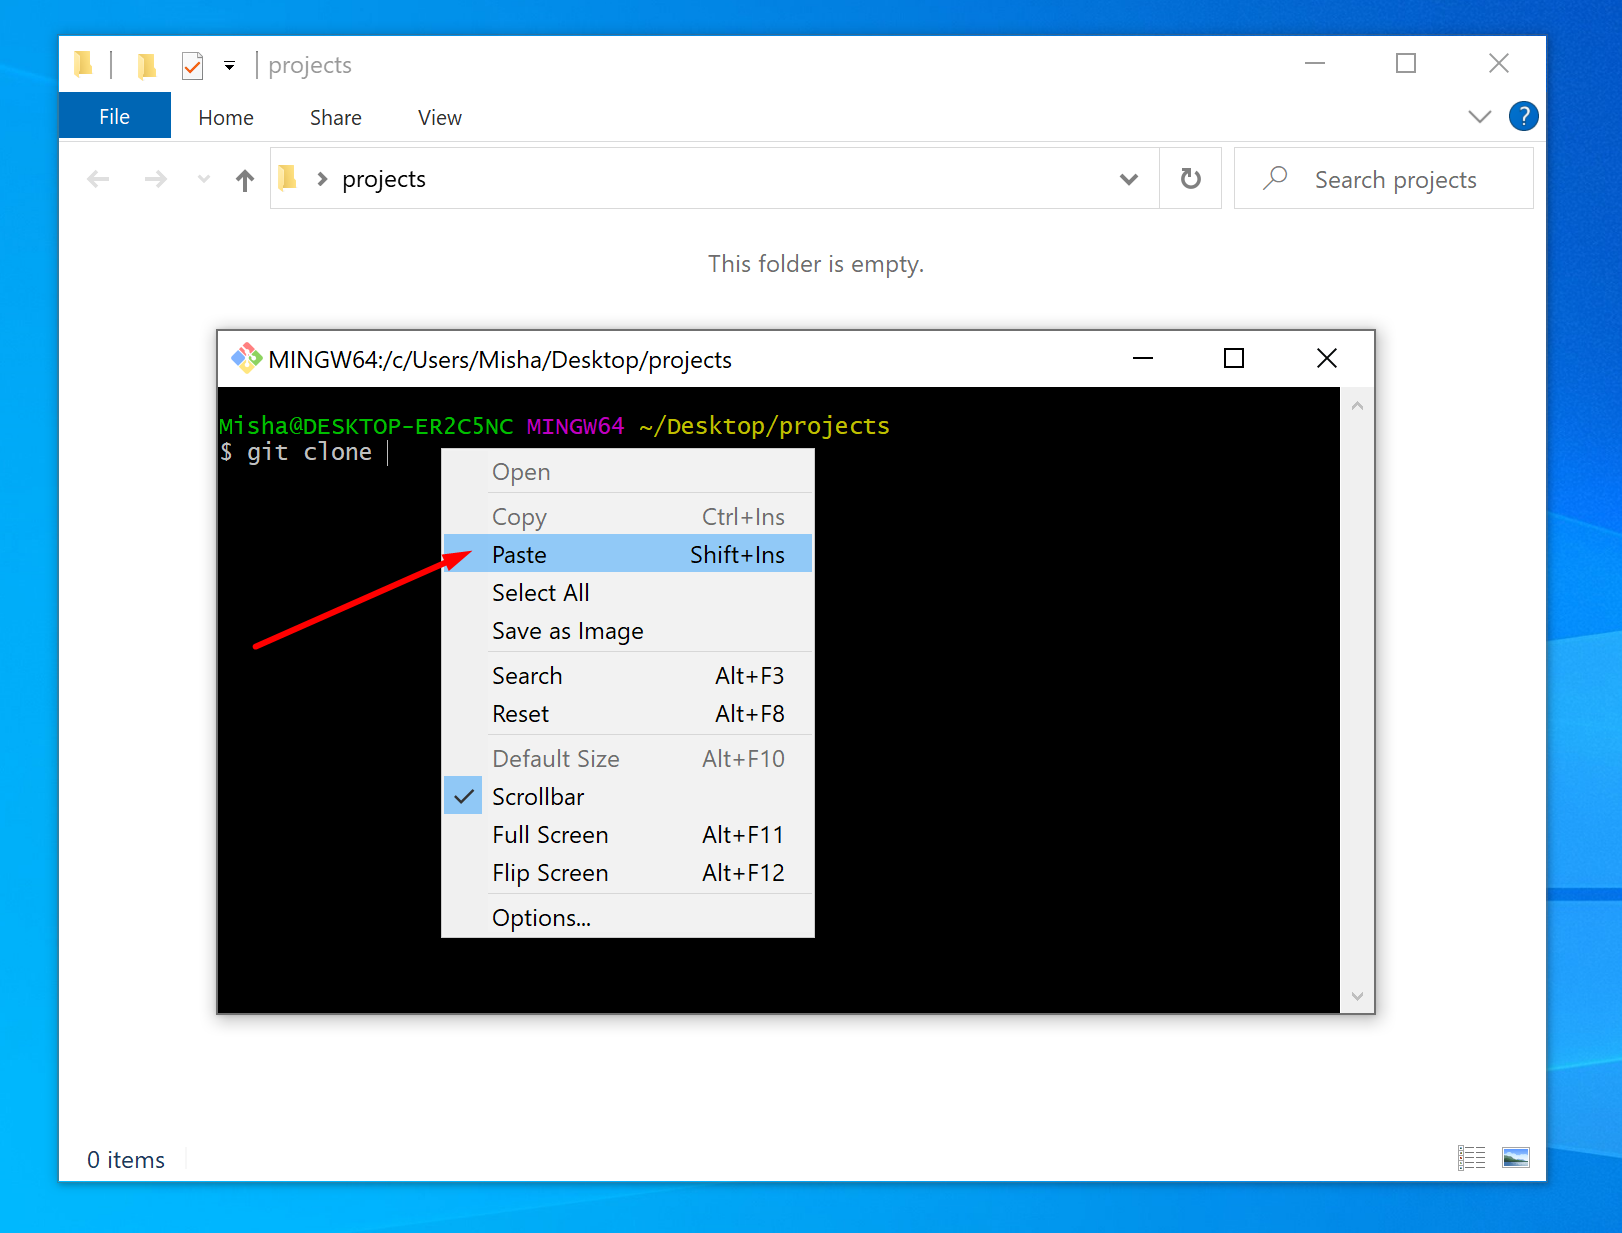 projects
File Home Share View ?
projects
Search projects
This folder is empty.
MINGW64:/c/Users/Misha/Desktop/projects
Misha@DESKTOP-ER2C5NC MINGW64 ~/Desktop/projects
$ git clone
Open
Copy Ctrl+Ins
Paste Shift+Ins
Select All
Save as Image
Search Alt+F3
Reset Alt+F8
Default Size Alt+F10
Scrollbar
Full Screen Alt+F11
Flip Screen Alt+F12
Options...
0 items